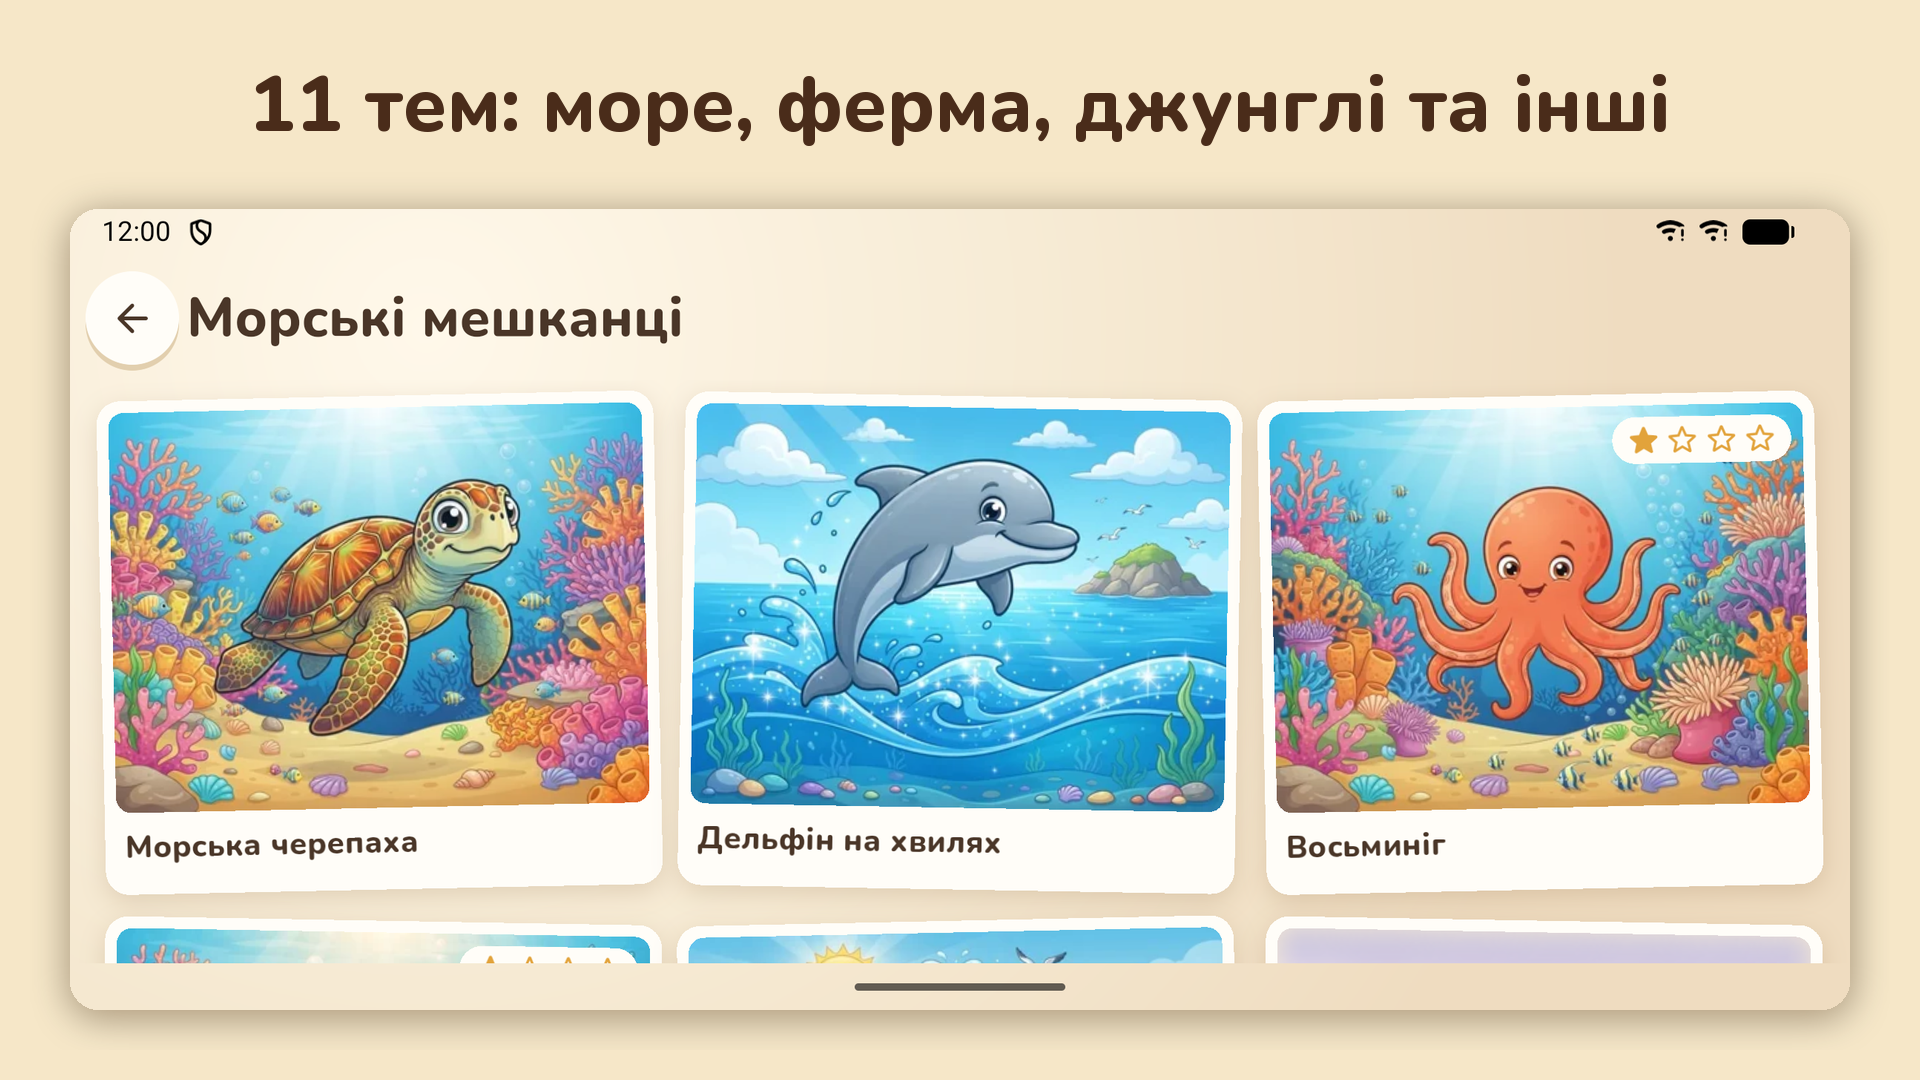 11 тем: море, ферма, джунглі та інші
12:00
Морські мешканці
Морська черепаха
Дельфін на хвилях
Восьминіг